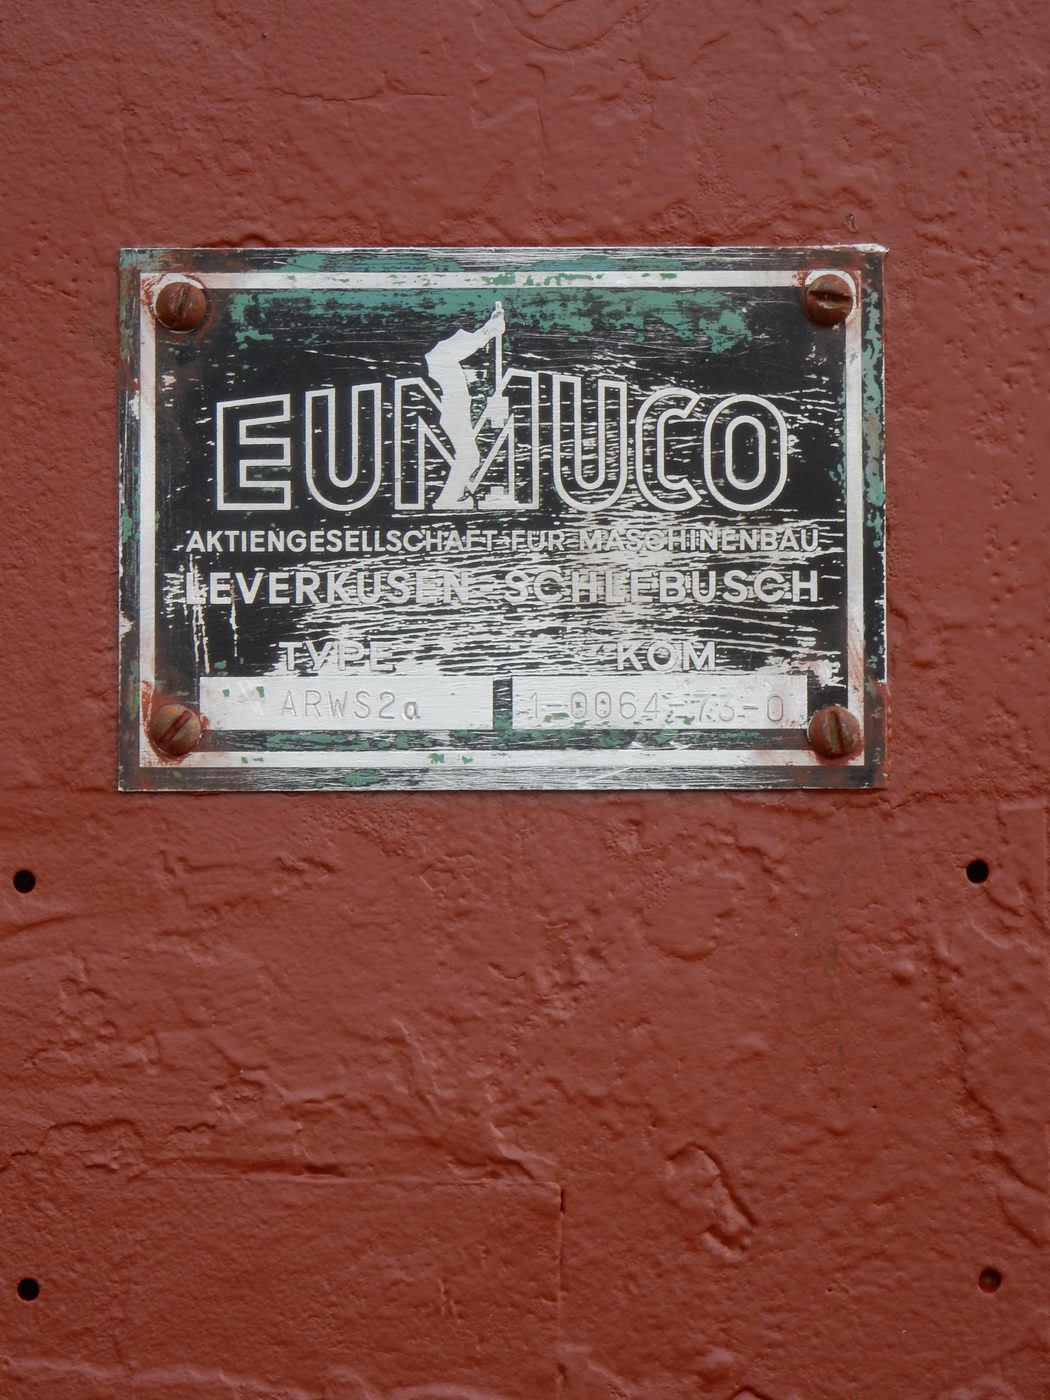 EUMUCO
AKTIENGESELLSCHAFT FÜR MASCHINENBAU
LEVERKUSEN-SCHLEBUSCH
TYPE KOM
ARWS2a 1-0064-73-0